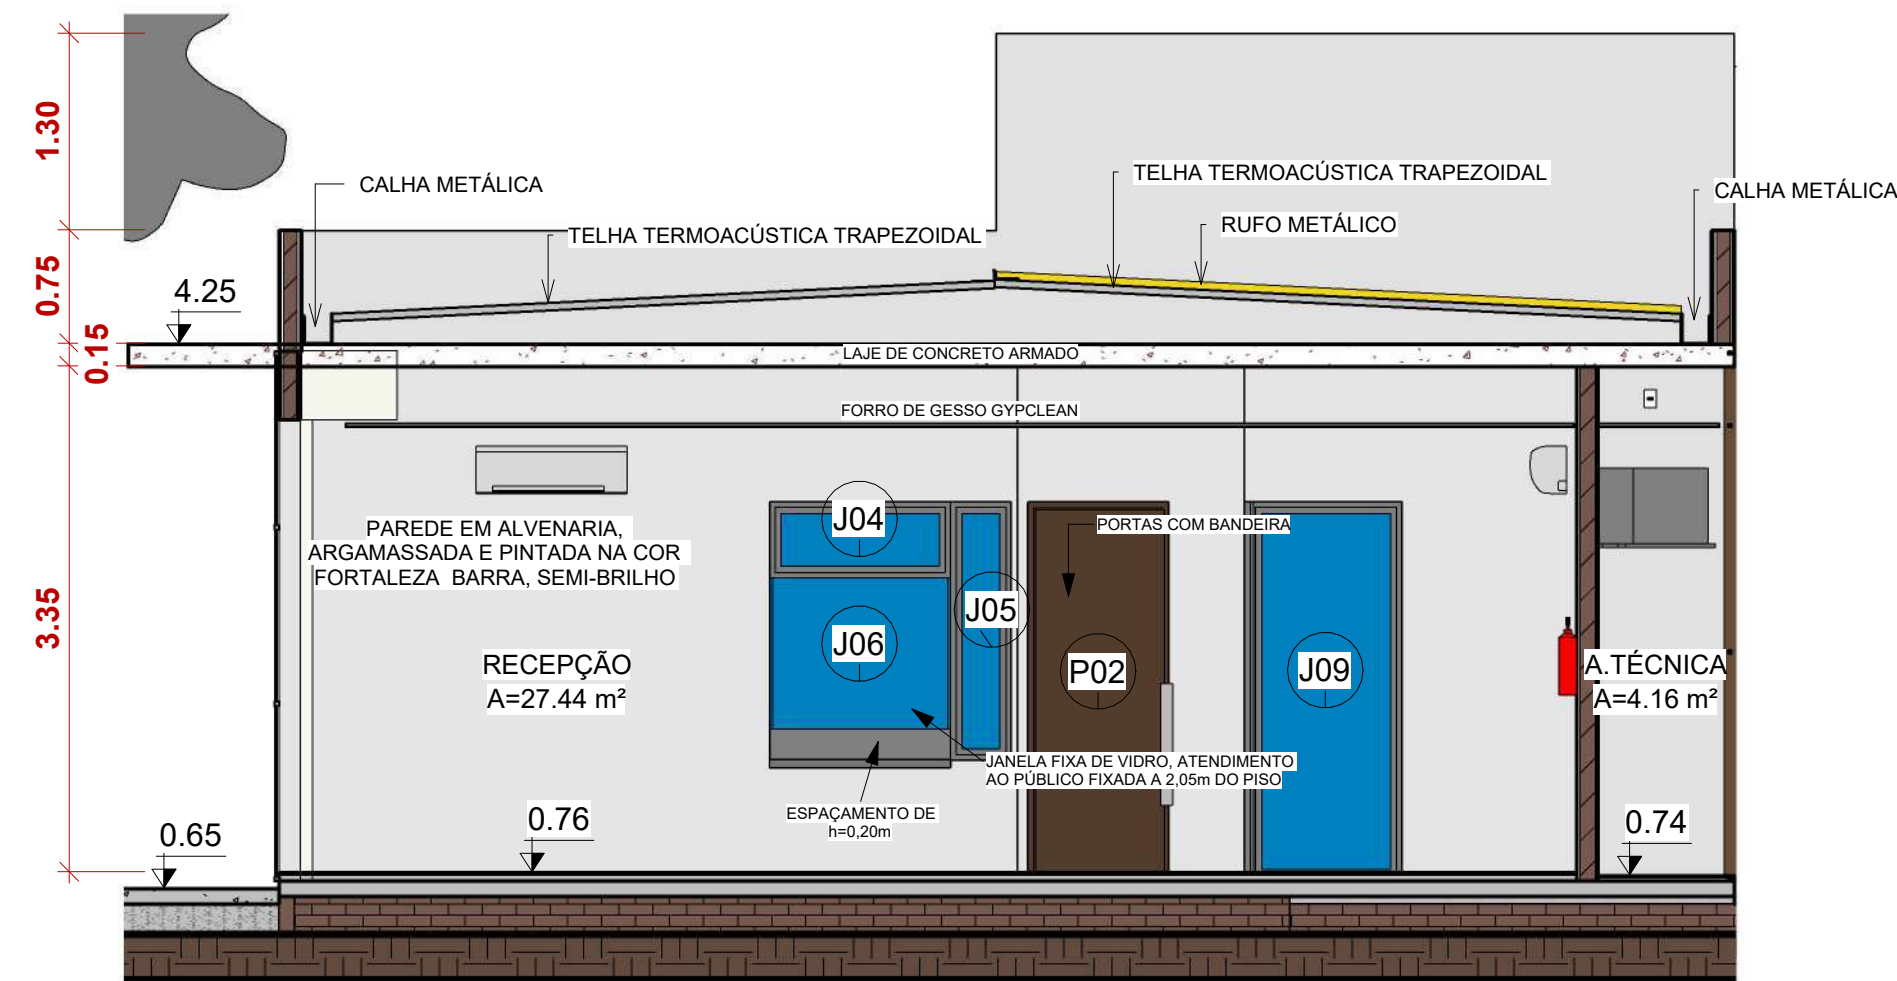 1.30
CALHA METÁLICA
TELHA TERMOACÚSTICA TRAPEZOIDAL
CALHA METÁLICA
TELHA TERMOACÚSTICA TRAPEZOIDAL
RUFO METÁLICO
0.75
4.25
0.15
LAJE DE CONCRETO ARMADO
FORRO DE GESSO GYPCLEAN
PAREDE EM ALVENARIA,
ARGAMASSADA E PINTADA NA COR
FORTALEZA BARRA, SEMI-BRILHO
J04
PORTAS COM BANDEIRA
3.35
J05
J06
RECEPÇÃO
A=27.44 m²
P02
J09
A.TÉCNICA
A=4.16 m²
JANELA FIXA DE VIDRO, ATENDIMENTO
AO PÚBLICO FIXADA A 2,05m DO PISO
ESPAÇAMENTO DE
h=0,20m
0.65
0.76
0.74